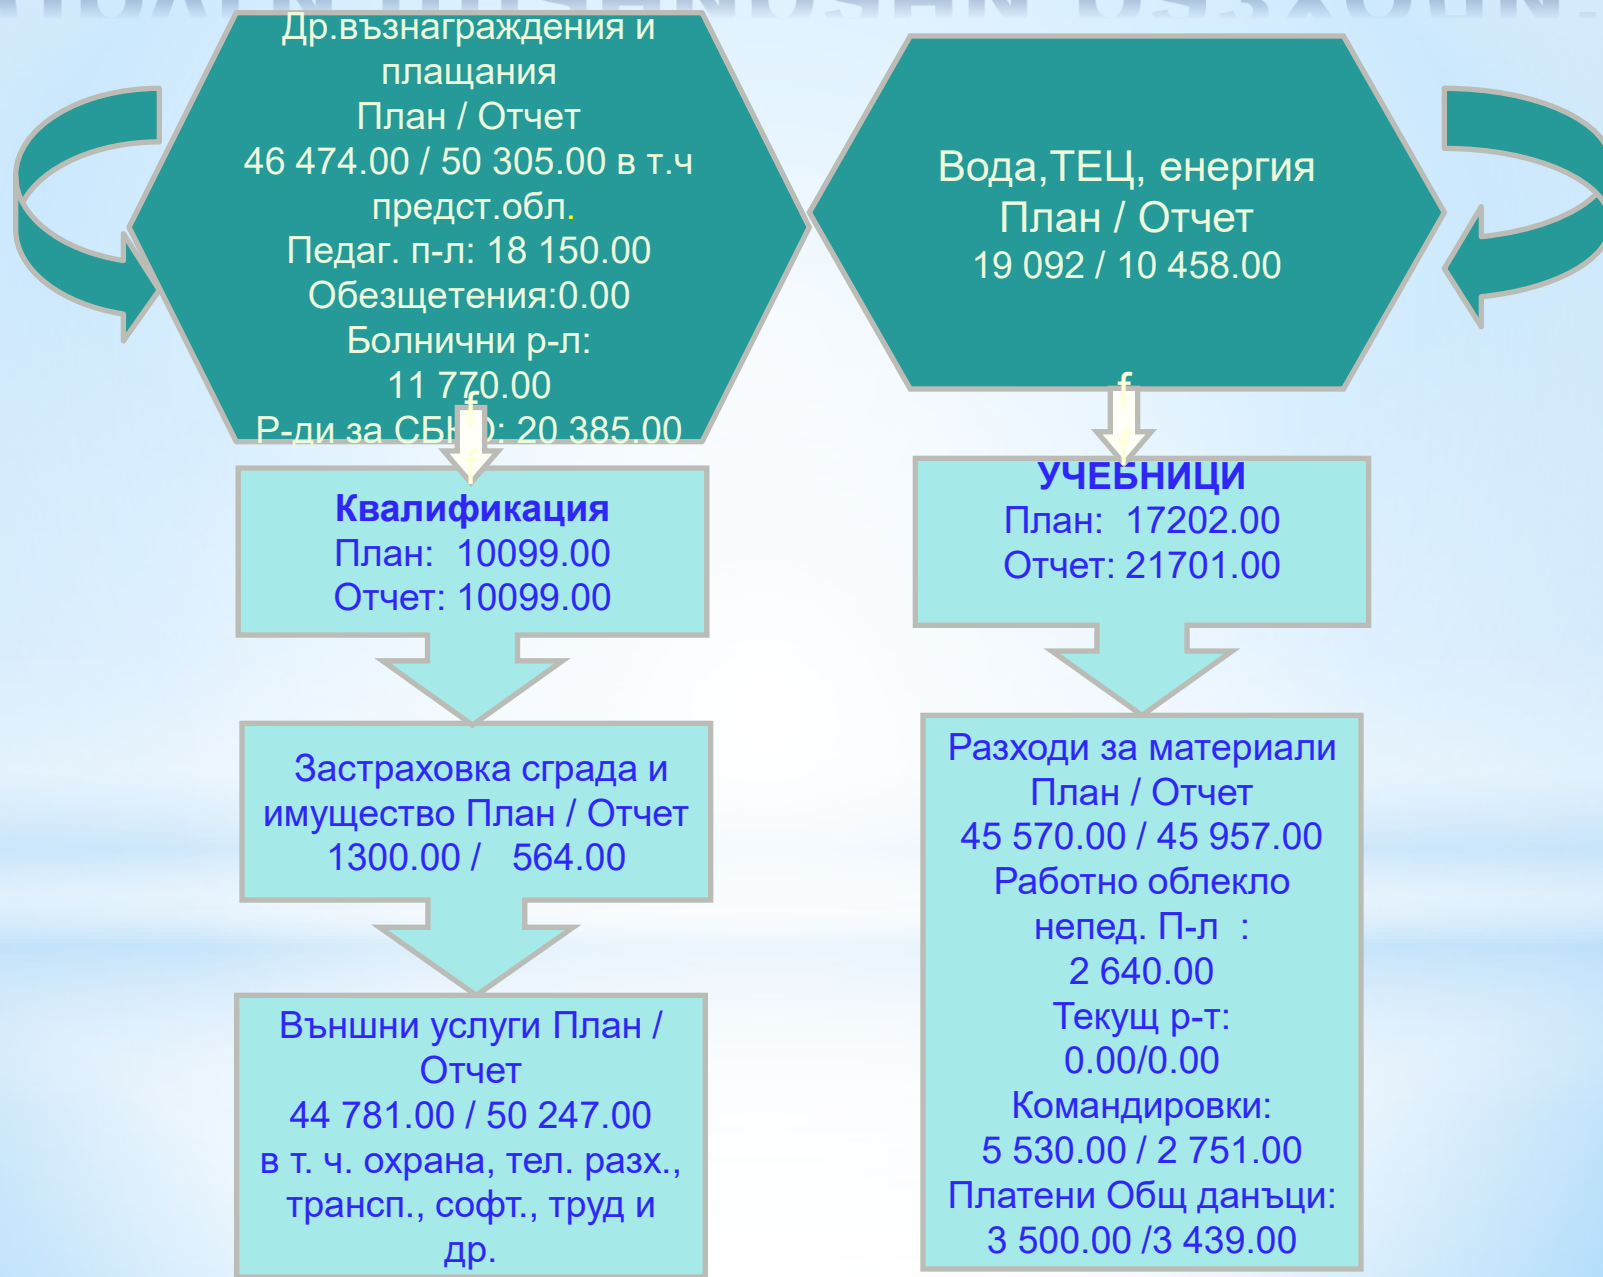 Др.възнаграждения и
плащания
План / Отчет
46 474.00 / 50 305.00 в т.ч
предст.обл.
Педаг. п-л: 18 150.00
Обезщетения:0.00
Болнични р-л:
11 770.00
Р-ди за : 20 385.00
Вода,ТЕЦ, енергия
План / Отчет
19 092 / 10 458.00
f
f
Квалификация
План: 10099.00
Отчет: 10099.00
УЧЕБНИЦИ
План: 17202.00
Отчет: 21701.00
Застраховка сграда и
имущество План / Отчет
1300.00 / 564.00
Външни услуги План /
Отчет
44 781.00 / 50 247.00
в т. ч. охрана, тел. разх.,
трансп., софт., труд и
др.
Разходи за материали
План / Отчет
45 570.00 / 45 957.00
Работно облекло
непед. П-л :
2 640.00
Текущ р-т:
0.00/0.00
Командировки:
5 530.00 / 2 751.00
Платени Общ данъци:
3 500.00 /3 439.00